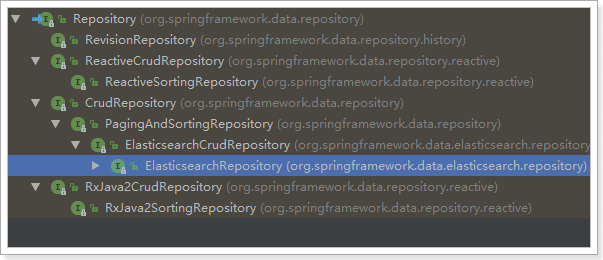 Repository (org.springframework.data.repository)
RevisionRepository (org.springframework.data.repository.history)
ReactiveCrudRepository (org.springframework.data.repository.reactive)
ReactiveSortingRepository (org.springframework.data.repository.reactive)
CrudRepository (org.springframework.data.repository)
PagingAndSortingRepository (org.springframework.data.repository)
ElasticsearchCrudRepository (org.springframework.data.elasticsearch.repository)
ElasticsearchRepository (org.springframework.data.elasticsearch.repository)
RxJava2CrudRepository (org.springframework.data.repository.reactive)
RxJava2SortingRepository (org.springframework.data.repository.reactive)